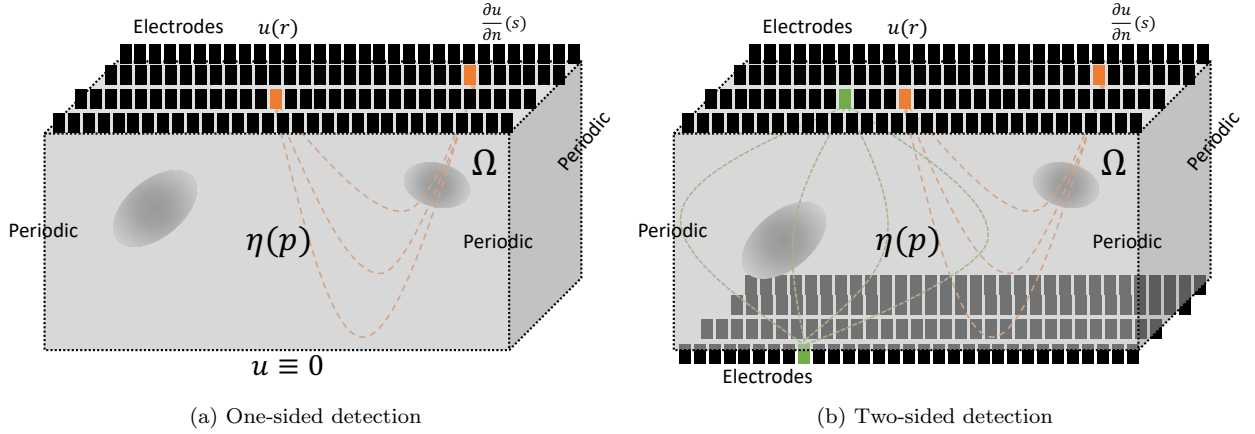 Electrodes u(r) ∂u/∂n(s)
Periodic
Ω
Periodic
η(p)
Periodic
u ≡ 0
(a) One-sided detection
Electrodes u(r) ∂u/∂n(s)
Periodic
Ω
Periodic
η(p)
Periodic
Electrodes
(b) Two-sided detection